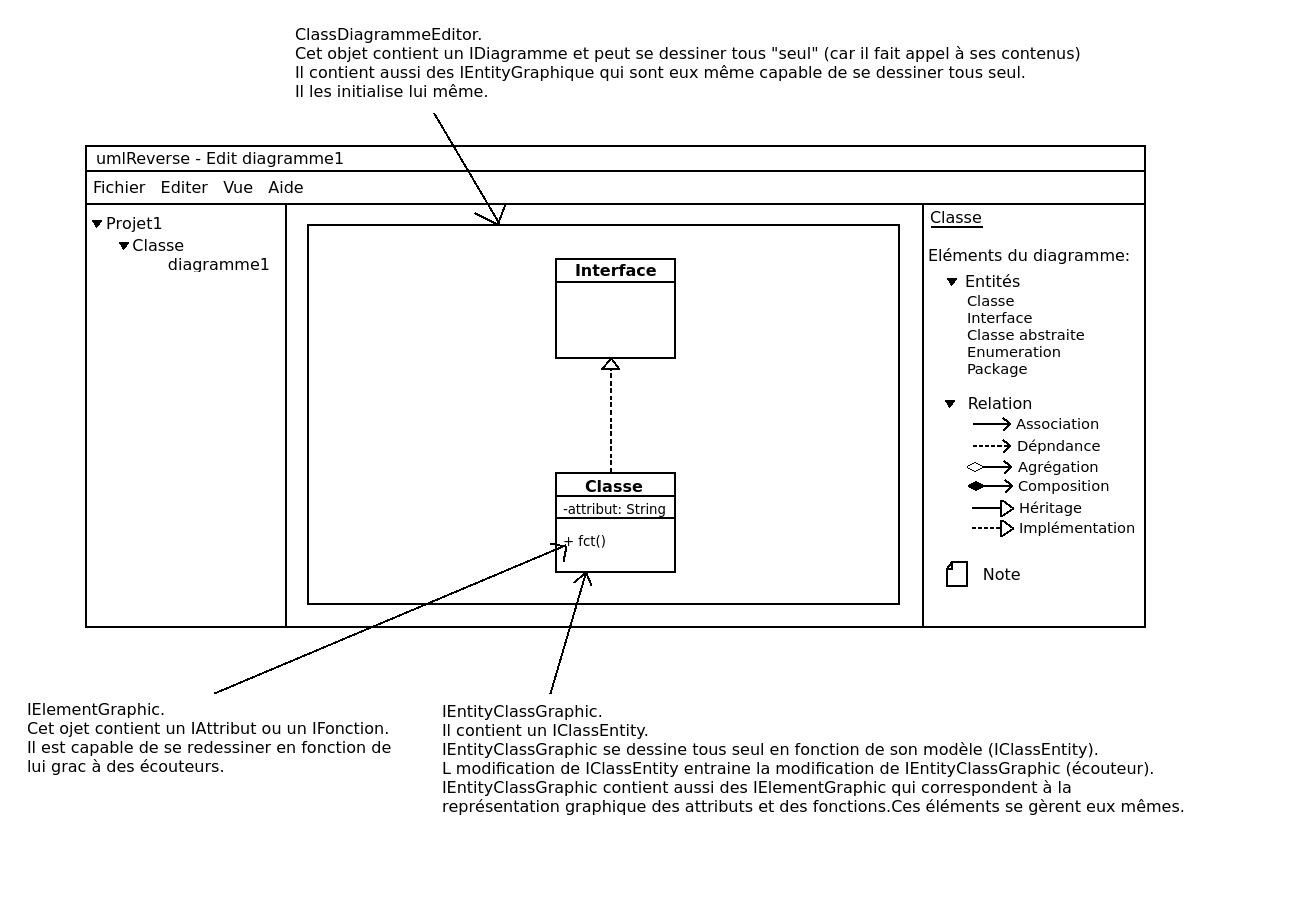 ClassDiagrammeEditor.
Cet objet contient un IDiagramme et peut se dessiner tous "seul" (car il fait appel à ses contenus)
Il contient aussi des IEntityGraphique qui sont eux même capable de se dessiner tous seul.
Il les initialise lui même.
umlReverse - Edit diagramme1
Fichier Editer Vue Aide
Projet1
Classe
diagramme1
Interface
Classe
-attribut: String
+ fct()
Classe
Eléments du diagramme:
Entités
Classe
Interface
Classe abstraite
Enumeration
Package
Relation
Association
Dépndance
Agrégation
Composition
Héritage
Implémentation
Note
IElementGraphic.
Cet ojet contient un IAttribut ou un IFonction.
Il est capable de se redessiner en fonction de
lui grac à des écouteurs.
IEntityClassGraphic.
Il contient un IClassEntity.
IEntityClassGraphic se dessine tous seul en fonction de son modèle (IClassEntity).
L modification de IClassEntity entraine la modification de IEntityClassGraphic (écouteur).
IEntityClassGraphic contient aussi des IElementGraphic qui correspondent à la
représentation graphique des attributs et des fonctions.Ces éléments se gèrent eux mêmes.